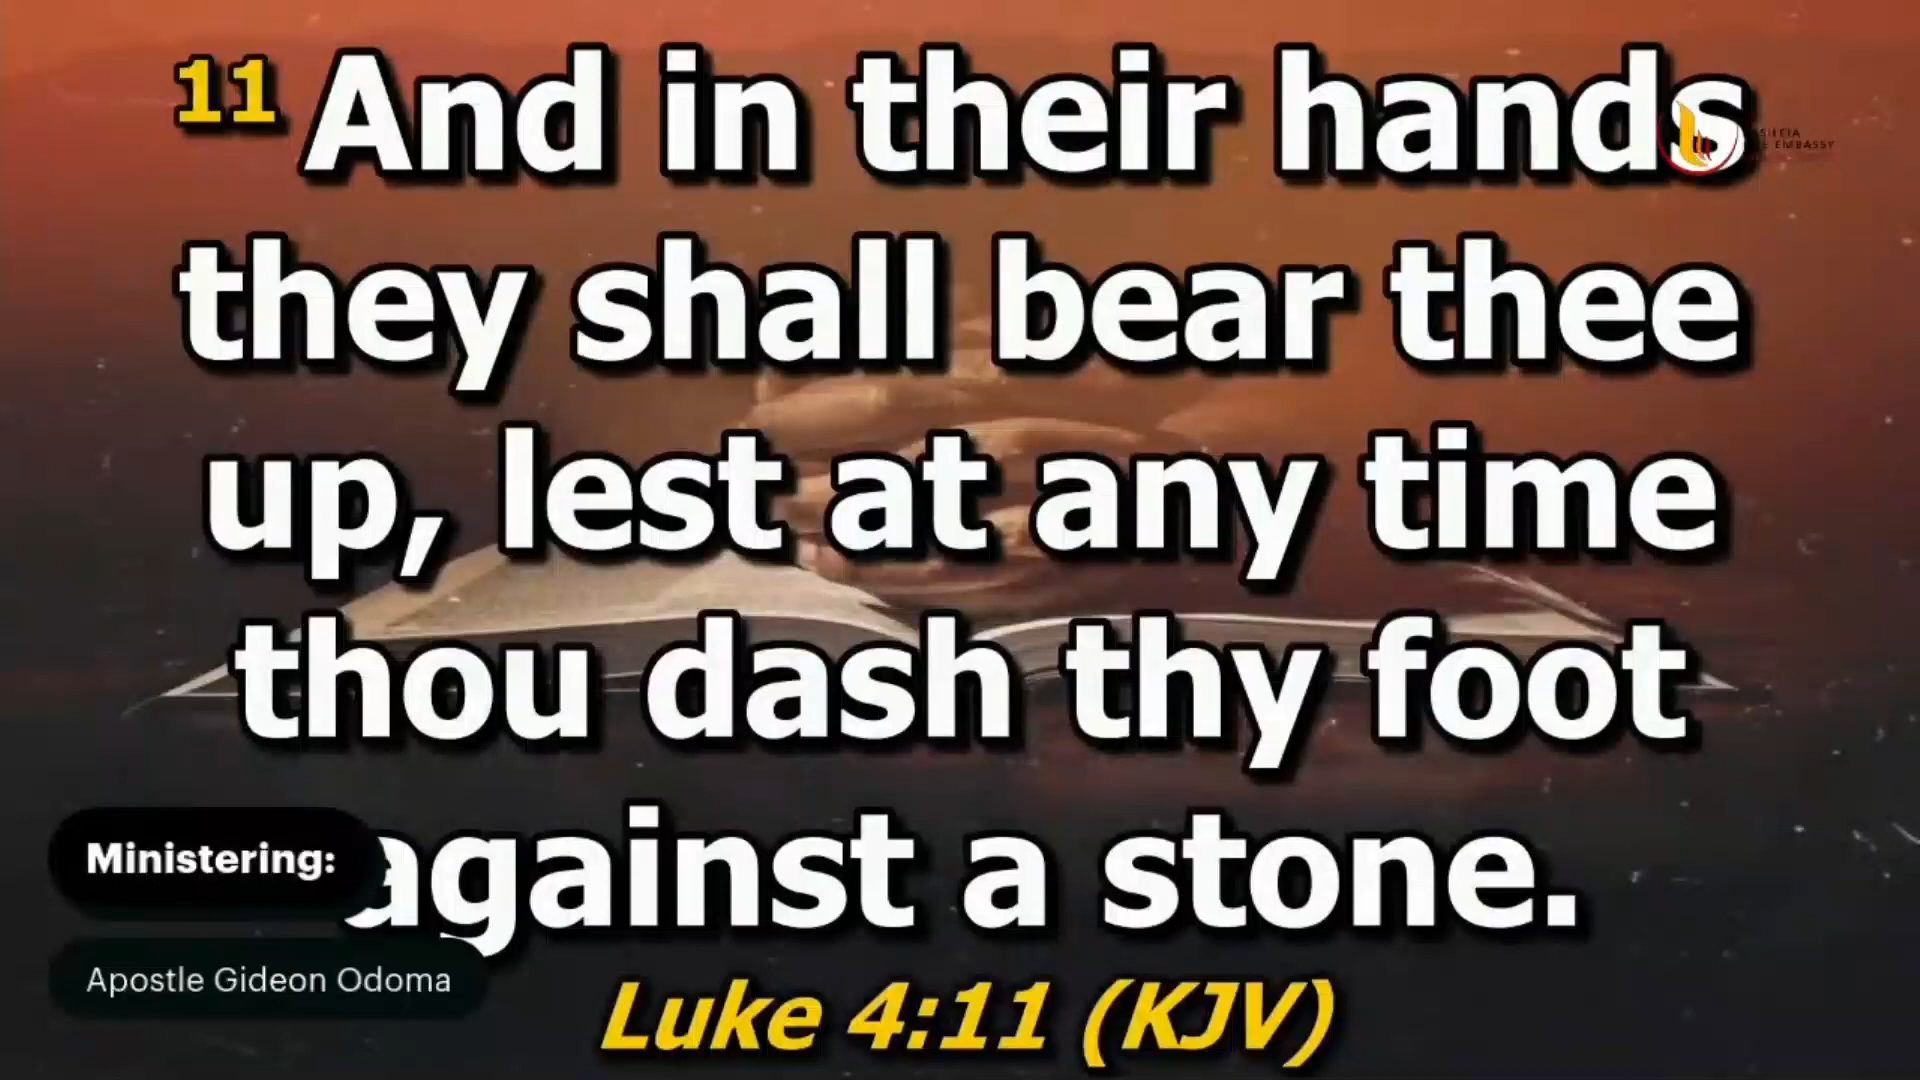 11 And in their hands
they shall bear thee
up, lest at any time
thou dash thy foot
against a stone.
Luke 4:11 (KJV)
Ministering:
Apostle Gideon Odoma
EMBASSY